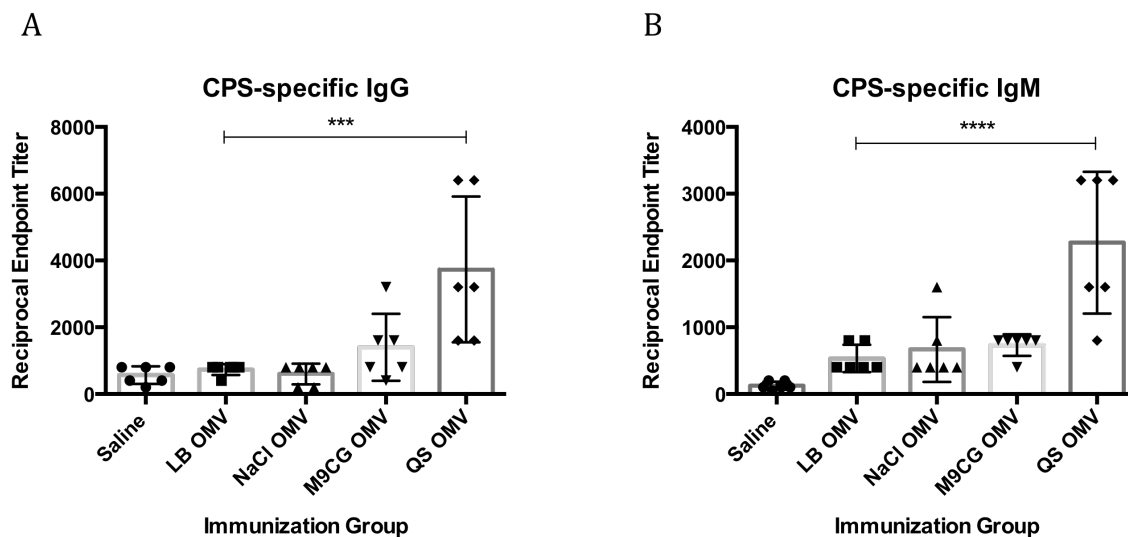 A
CPS-specific IgG
***
Reciprocal Endpoint Titer
8000
6000
4000
2000
0
Saline
LB OMV
NaCl OMV
M9CG OMV
QS OMV
Immunization Group
B
CPS-specific IgM
****
Reciprocal Endpoint Titer
4000
3000
2000
1000
0
Saline
LB OMV
NaCl OMV
M9CG OMV
QS OMV
Immunization Group